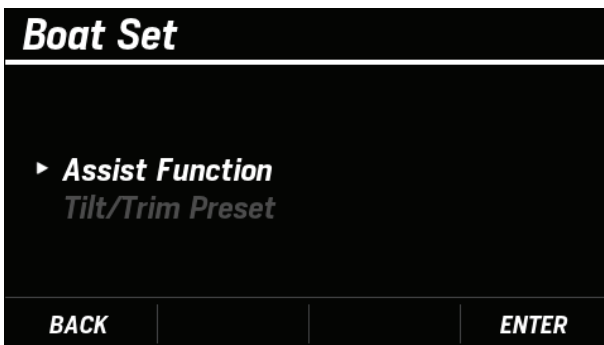 Boat Set
Assist Function
Tilt/Trim Preset
BACK ENTER